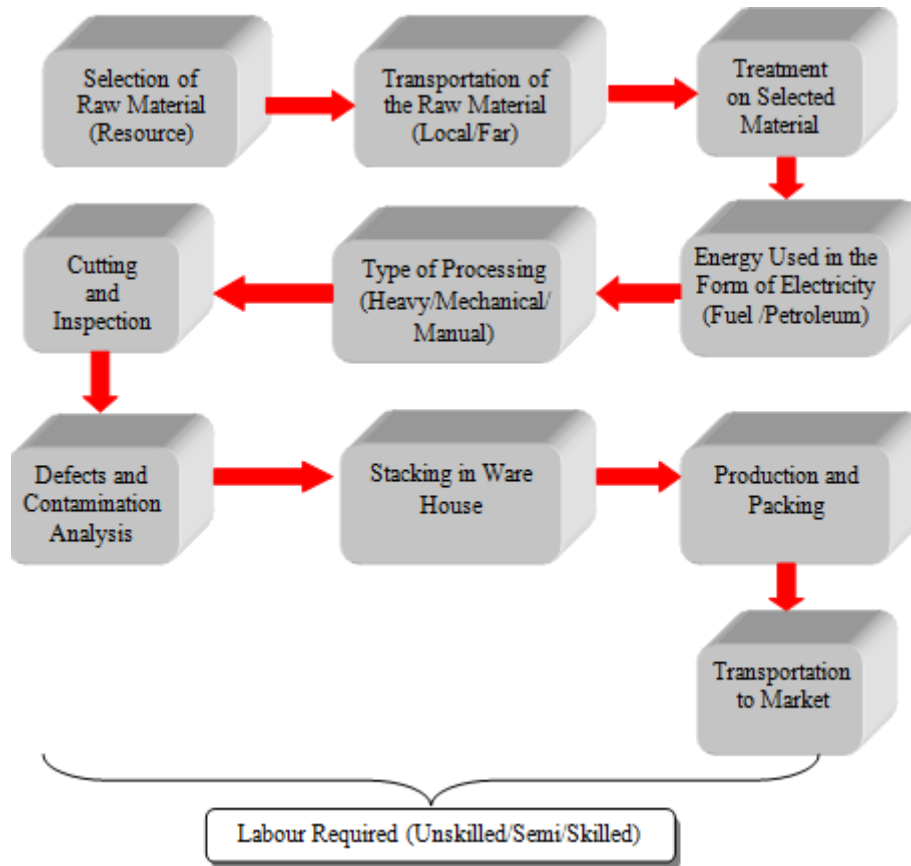 Selection of
Raw Material
(Resource)
Transportation of
the Raw Material
(Local/Far)
Treatment
on Selected
Material
Energy Used in the
Form of Electricity
(Fuel /Petroleum)
Type of Processing
(Heavy/Mechanical/
Manual)
Cutting
and
Inspection
Defects and
Contamination
Analysis
Stacking in Ware
House
Production and
Packing
Transportation
to Market
Labour Required (Unskilled/Semi/Skilled)